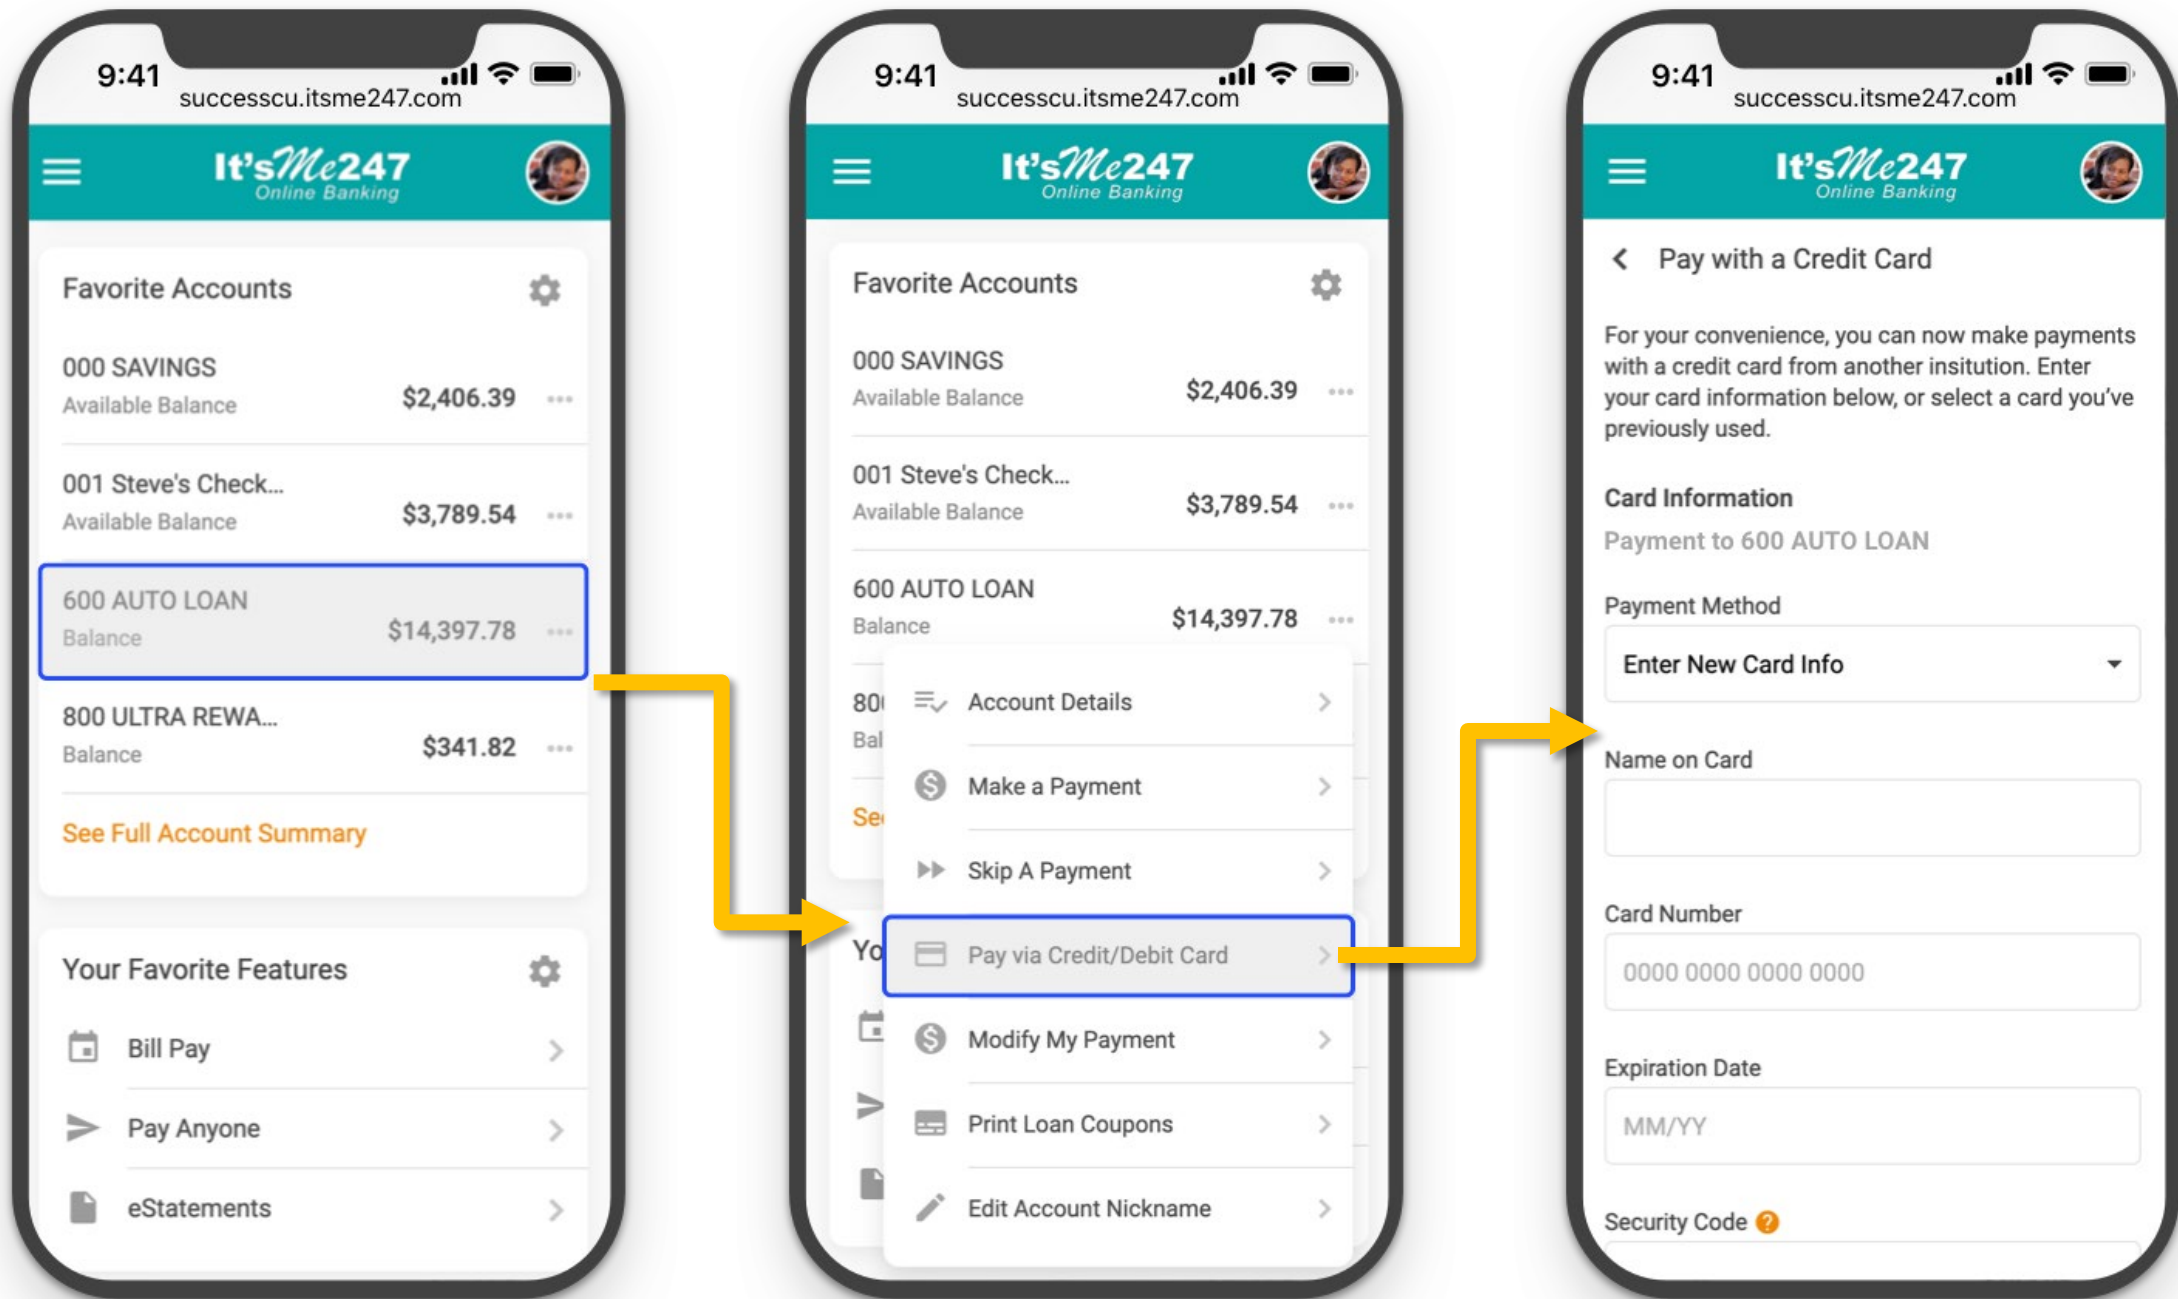 9:41
successcu.itsme247.com
It'sMe247
Online Banking
Favorite Accounts
000 SAVINGS
Available Balance
$2,406.39
001 Steve's Check...
Available Balance
$3,789.54
600 AUTO LOAN
Balance
$14,397.78
800 ULTRA REWA...
Balance
$341.82
See Full Account Summary
Your Favorite Features
Bill Pay
Pay Anyone
eStatements
9:41
successcu.itsme247.com
It'sMe247
Online Banking
Favorite Accounts
000 SAVINGS
Available Balance
$2,406.39
001 Steve's Check...
Available Balance
$3,789.54
600 AUTO LOAN
Balance
$14,397.78
80
Bal
Se
Yo
Account Details
Make a Payment
Skip A Payment
Pay via Credit/Debit Card
Modify My Payment
Print Loan Coupons
Edit Account Nickname
9:41
successcu.itsme247.com
It'sMe247
Online Banking
Pay with a Credit Card
For your convenience, you can now make payments
with a credit card from another insitution. Enter
your card information below, or select a card you've
previously used.
Card Information
Payment to 600 AUTO LOAN
Payment Method
Enter New Card Info
Name on Card
Card Number
0000 0000 0000 0000
Expiration Date
MM/YY
Security Code ?